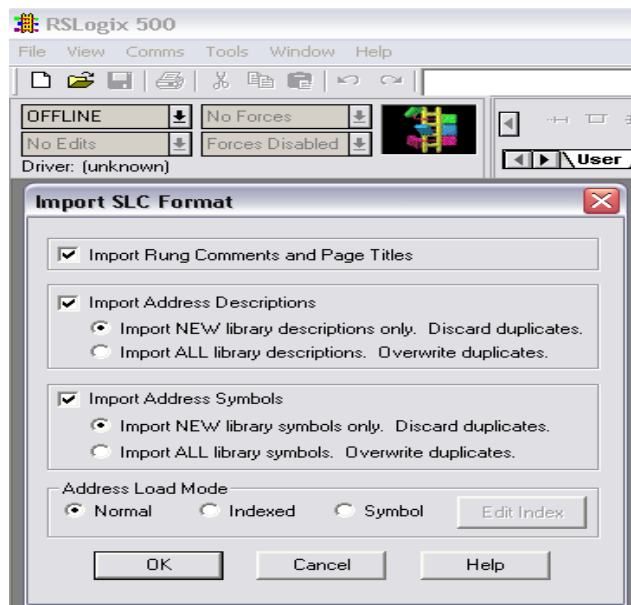 RSLogix 500
File View Comms Tools Window Help
OFFLINE No Forces
No Edits Forces Disabled
Driver: (unknown)
User
Import SLC Format
Import Rung Comments and Page Titles
Import Address Descriptions
Import NEW library descriptions only. Discard duplicates.
Import ALL library descriptions. Overwrite duplicates.
Import Address Symbols
Import NEW library symbols only. Discard duplicates.
Import ALL library symbols. Overwrite duplicates.
Address Load Mode
Normal Indexed Symbol Edit Index
OK Cancel Help